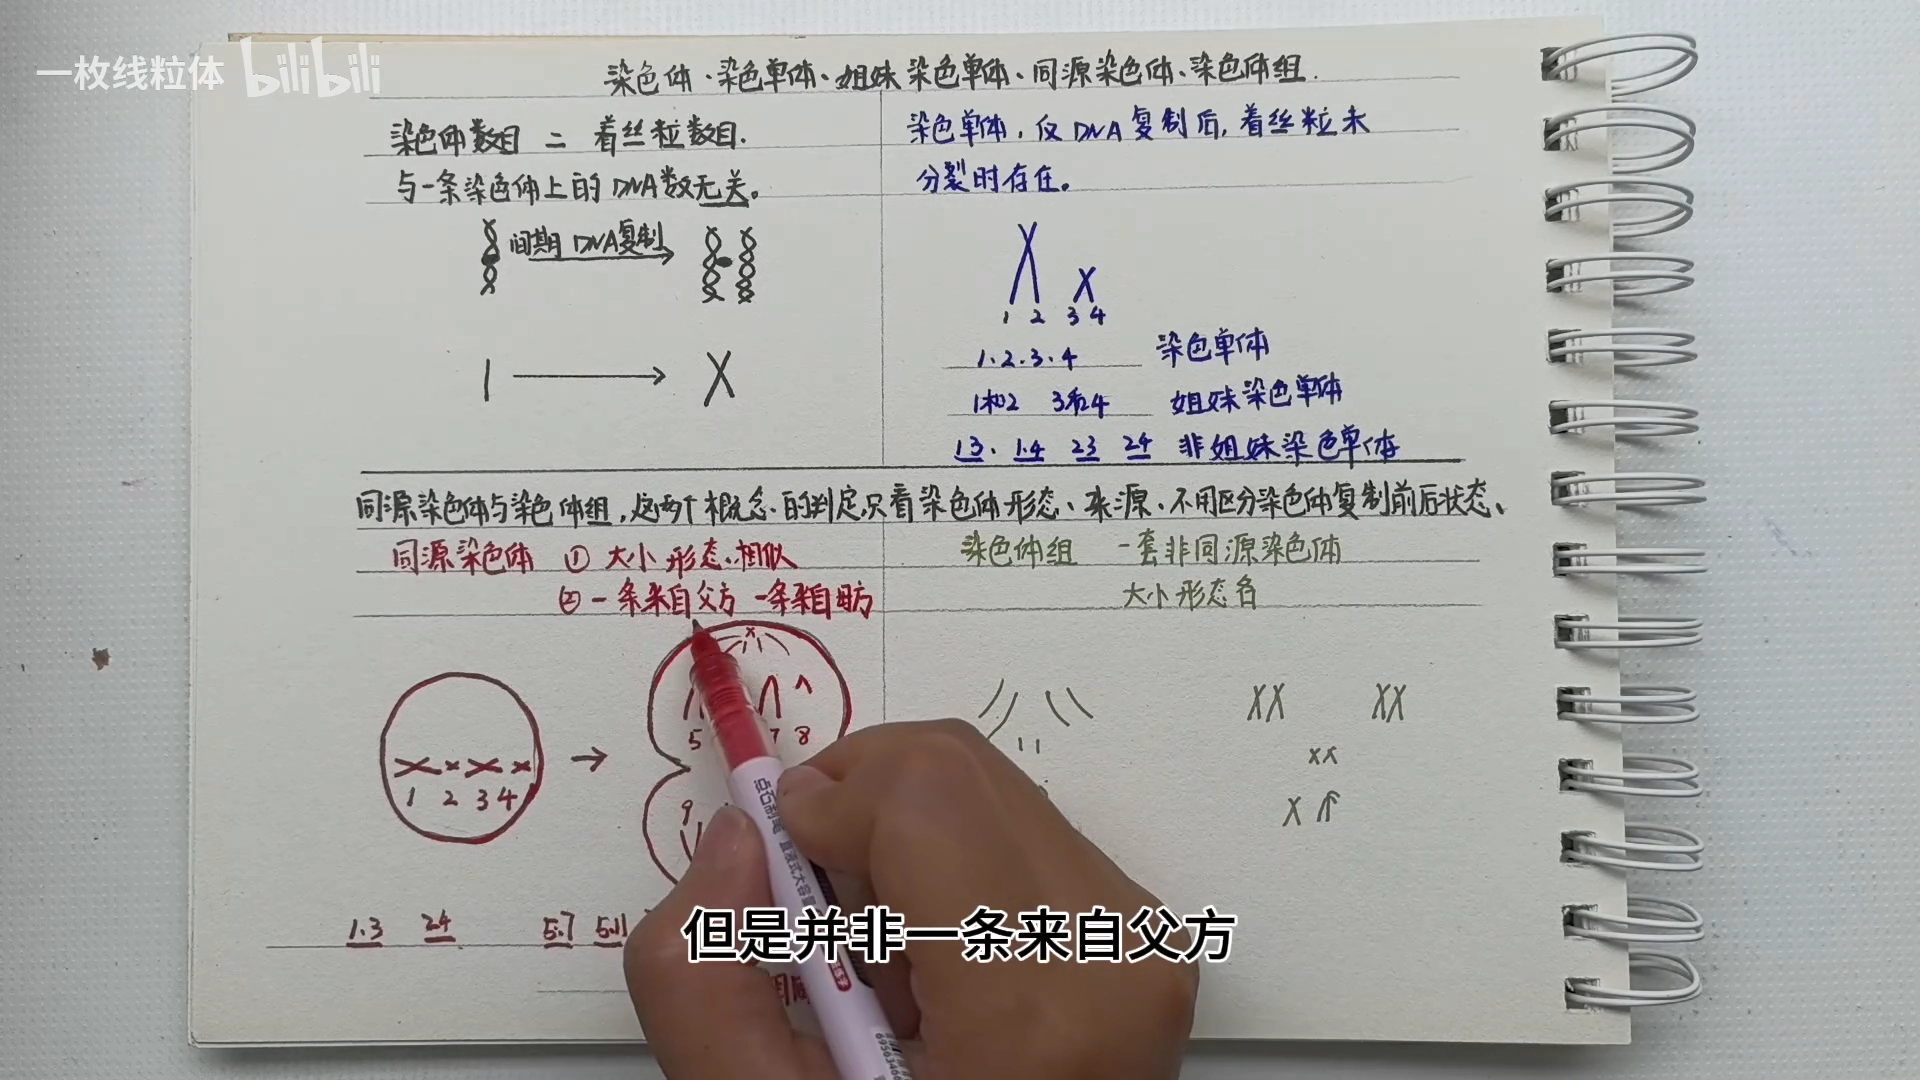 一枚线粒体 bilibili
染色体、染色单体、姐妹染色单体、同源染色体、染色体组.
染色体数目 = 着丝粒数目.
与一条染色体上的DNA数无关。
间期 DNA复制
染色单体,仅DNA复制后,着丝粒未
分裂时存在。
1 2 3 4
1.2.3.4 染色单体
1和2 3和4 姐妹染色单体
13. 1.4 23 24 非姐妹染色单体
同源染色体与染色体组,这两个概念的判定只看染色体形态、来源、不用区分染色体复制前后状态、
同源染色体 ① 大小形态相似
② 一条来自父方 一条来自母方
染色体组 一套非同源染色体
大小形态各
1 2 3 4
5 7 8
9
1.3 24 5.7 5.11
但是并非一条来自父方